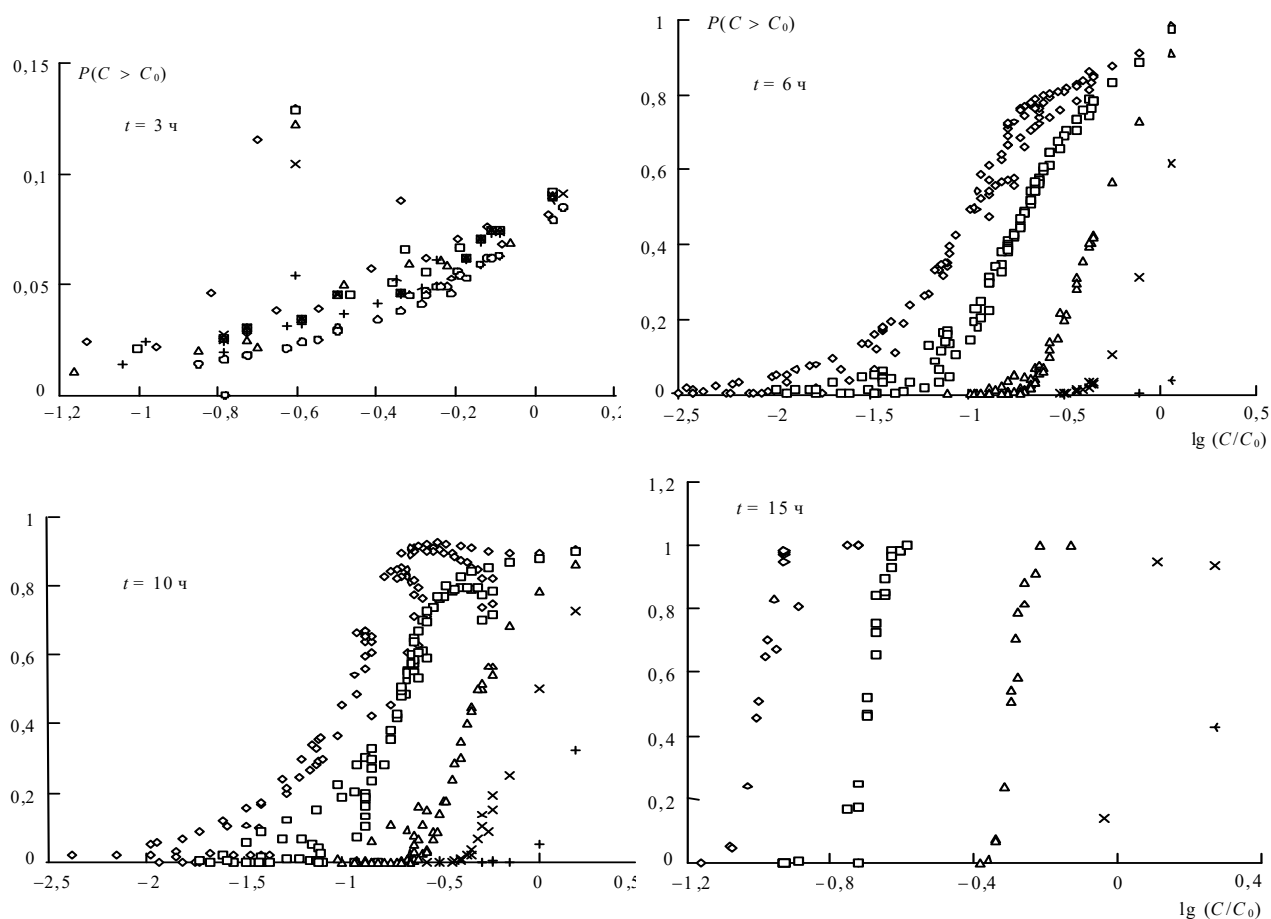 0,15
P(C > C₀)
t = 3 ч
0,1
0,05
0
−1,2 −1 −0,8 −0,6 −0,4 −0,2 0
1
P(C > C₀)
t = 6 ч
0,8
0,6
0,4
0,2
0
−2,5 −2 −1,5 −1 −0,5 0 0,5
lg (C/C₀)
1
t = 10 ч
0,8
0,6
0,4
0,2
0
−2,5 −2 −1,5 −1 −0,5 0
1,2
t = 15 ч
1
0,8
0,6
0,4
0,2
0
−1,2 −0,8 −0,4 0 0,4
lg (C/C₀)